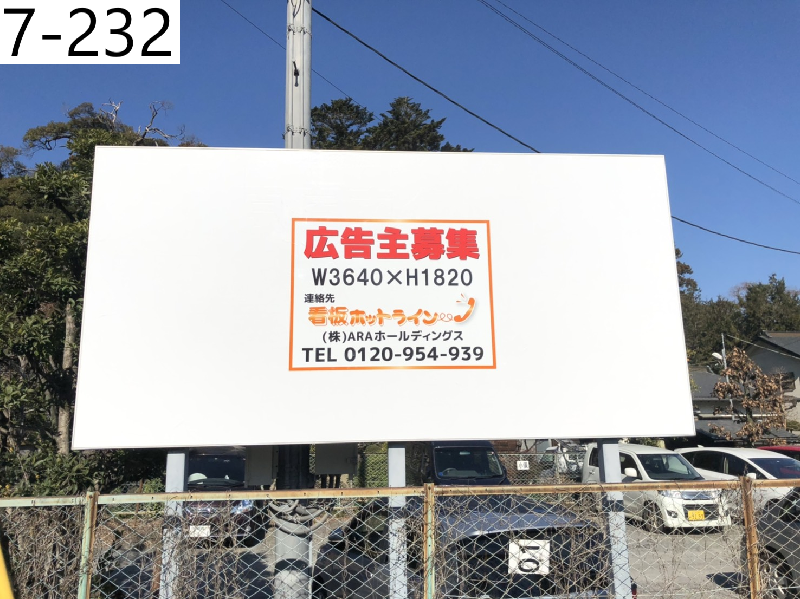 7-232
広告主募集
W3640×H1820
連絡先
看板ホットライン
(株)ARAホールディングス
TEL 0120-954-939
01